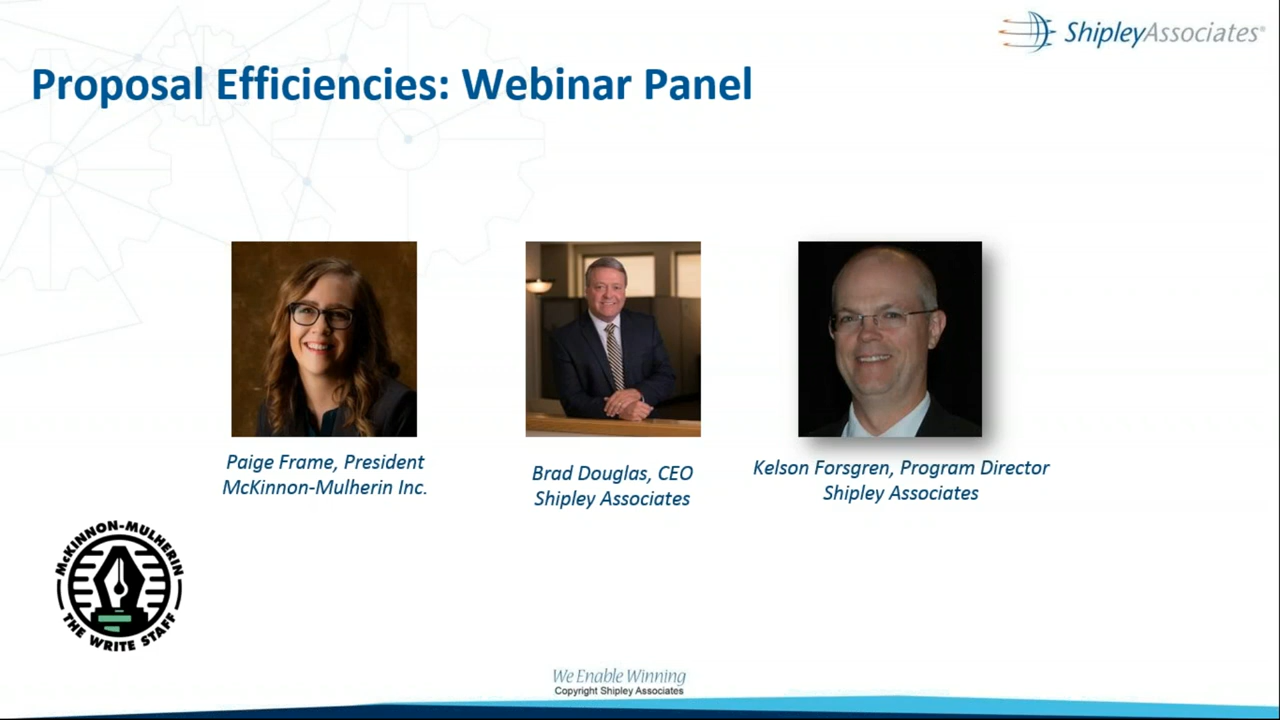 ShipleyAssociates®
Proposal Efficiencies: Webinar Panel
Paige Frame, President
McKinnon-Mulherin Inc.
Brad Douglas, CEO
Shipley Associates
Kelson Forsgren, Program Director
Shipley Associates
McKINNON-MULHERIN
THE WRITE STAFF
We Enable Winning
Copyright Shipley Associates